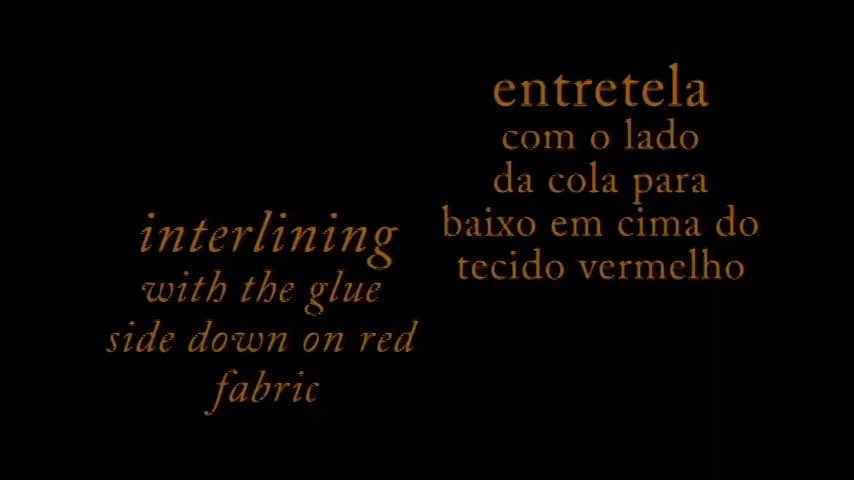 entretela
com o lado
da cola para
baixo em cima do
tecido vermelho
interlining
with the glue
side down on red
fabric